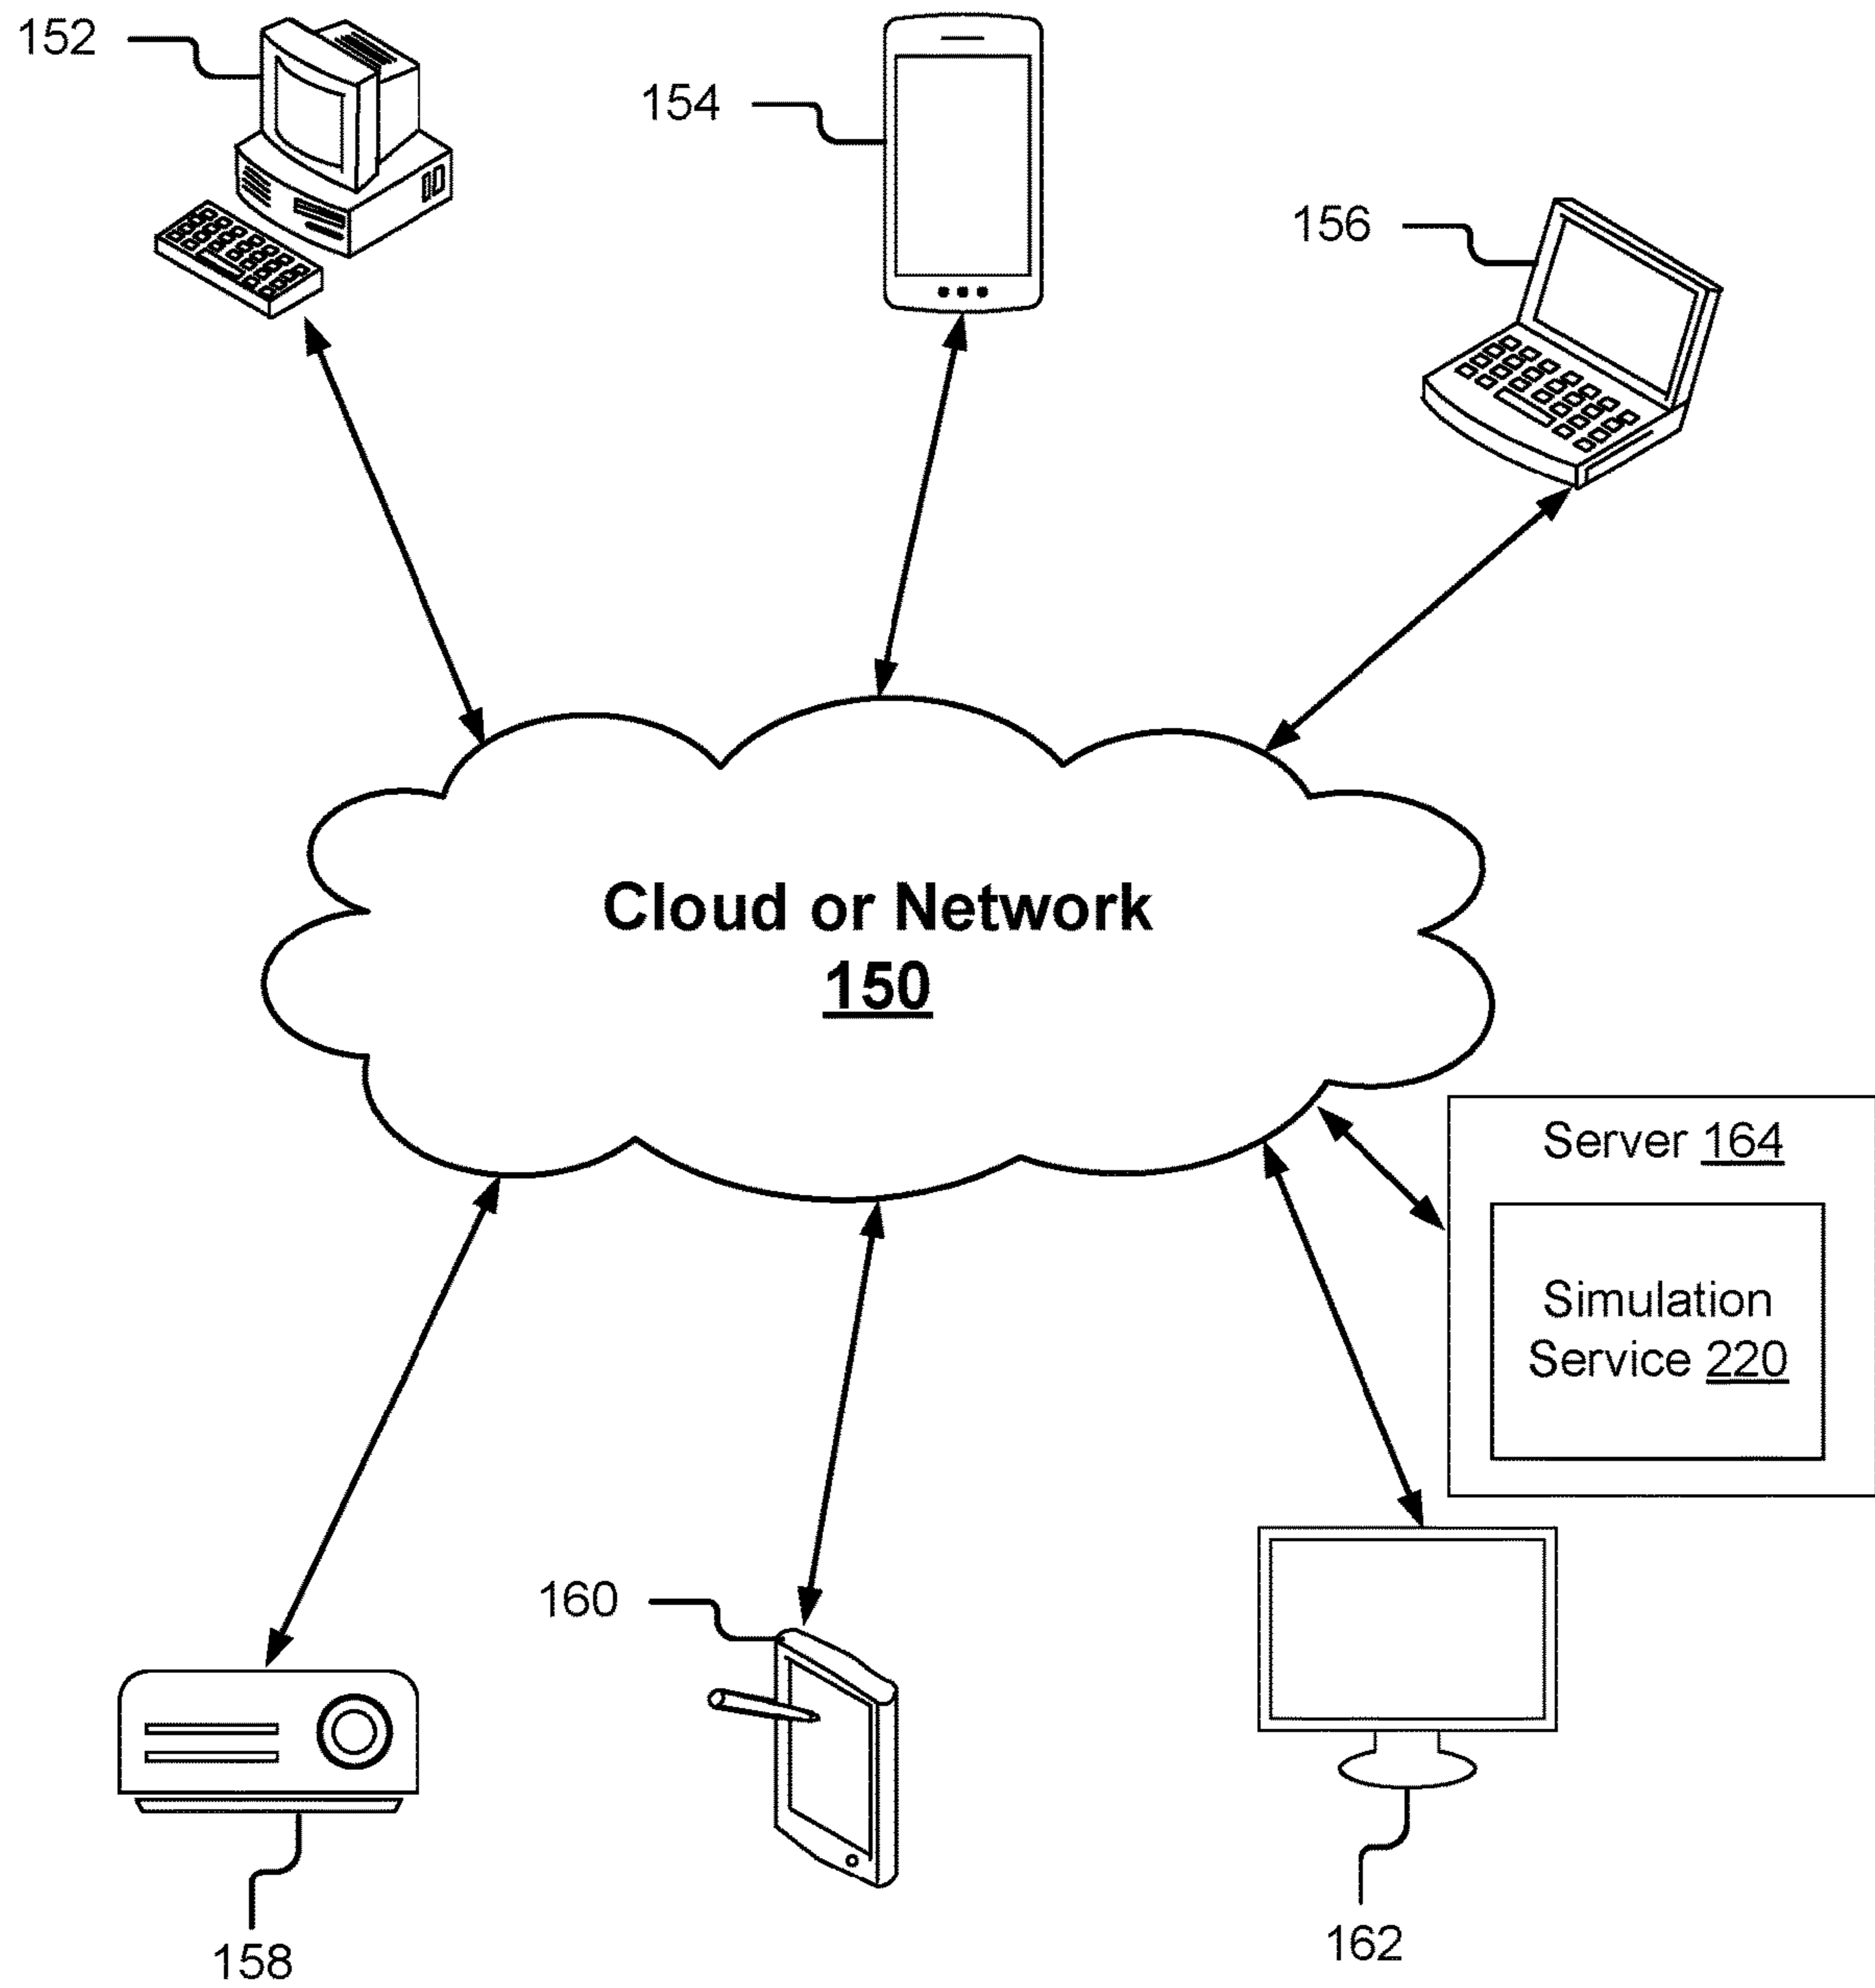 152
154
156
Cloud or Network
150
Server 164
Simulation
Service 220
160
158
162